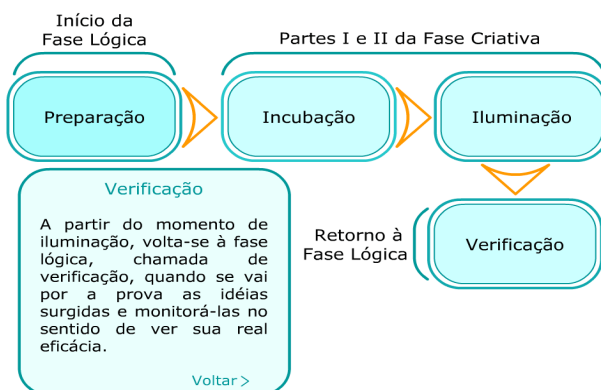 Início da
Fase Lógica
Partes I e II da Fase Criativa
Preparação
Incubação
Iluminação
Verificação
A partir do momento de
iluminação, volta-se à fase
lógica, chamada de
verificação, quando se vai
por a prova as idéias
surgidas e monitorá-las no
sentido de ver sua real
eficácia.
Voltar >
Retorno à
Fase Lógica
Verificação